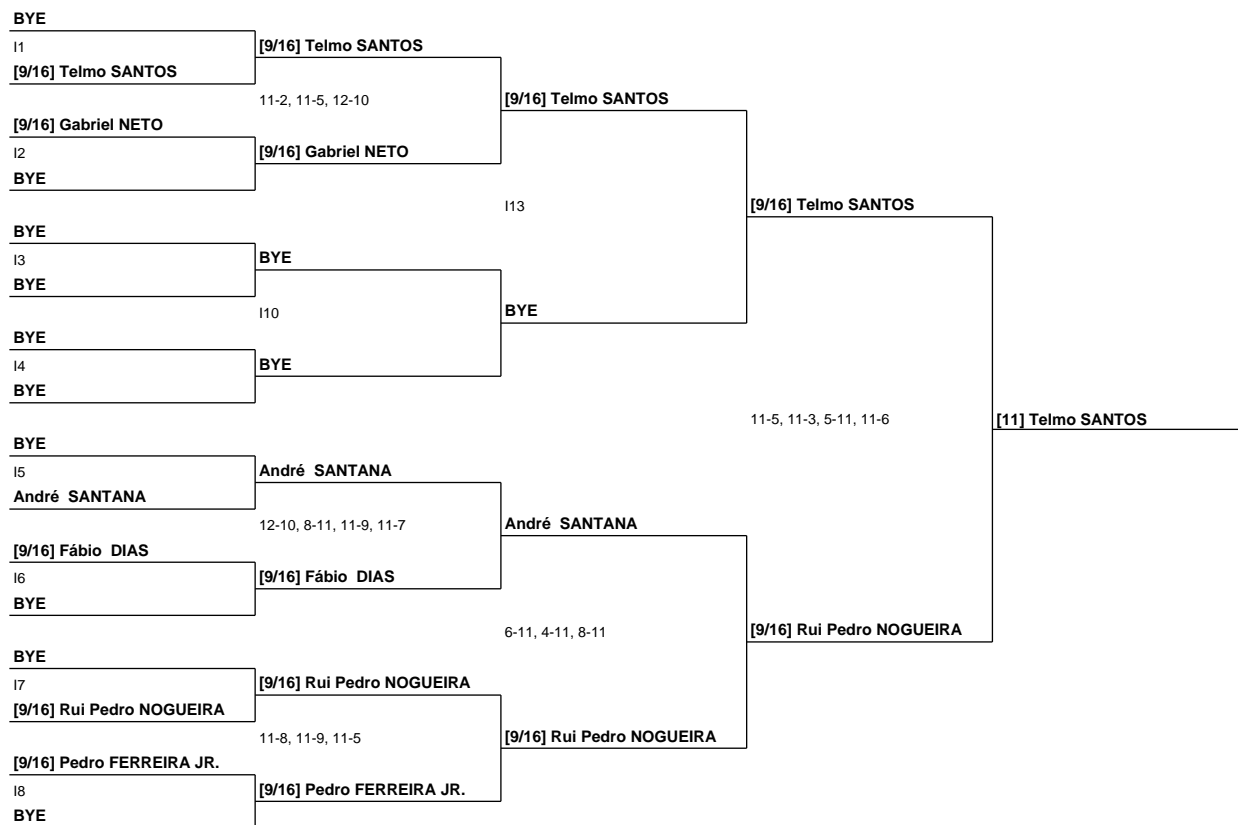 BYE
I1
[9/16] Telmo SANTOS
[9/16] Telmo SANTOS
11-2, 11-5, 12-10
[9/16] Telmo SANTOS
[9/16] Gabriel NETO
I2
[9/16] Gabriel NETO
BYE
I13
[9/16] Telmo SANTOS
BYE
I3
BYE
BYE
I10
BYE
BYE
I4
BYE
BYE
11-5, 11-3, 5-11, 11-6
[11] Telmo SANTOS
BYE
I5
André  SANTANA
André  SANTANA
12-10, 8-11, 11-9, 11-7
André  SANTANA
[9/16] Fábio  DIAS
I6
[9/16] Fábio  DIAS
BYE
6-11, 4-11, 8-11
[9/16] Rui Pedro NOGUEIRA
BYE
I7
[9/16] Rui Pedro NOGUEIRA
[9/16] Rui Pedro NOGUEIRA
11-8, 11-9, 11-5
[9/16] Rui Pedro NOGUEIRA
[9/16] Pedro FERREIRA JR.
I8
[9/16] Pedro FERREIRA JR.
BYE